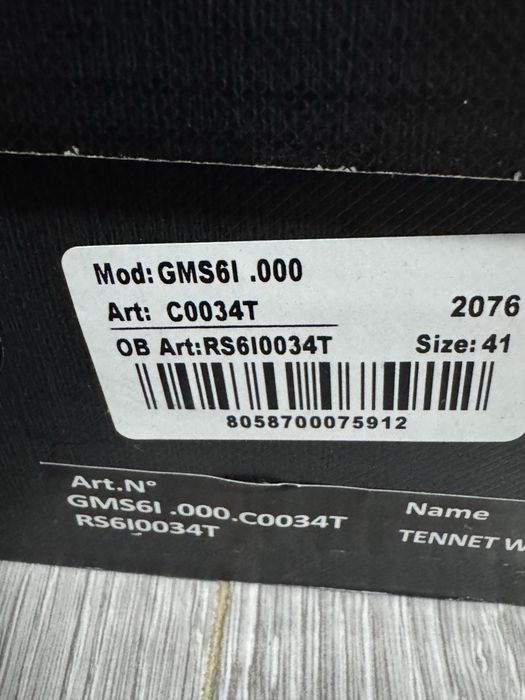 Mod: GMS6I .000
Art: C0034T 2076
OB Art: RS6I0034T Size: 41
8058700075912
Art.N° Name
GMS6I .000.C0034T TENNET
RS6I0034T